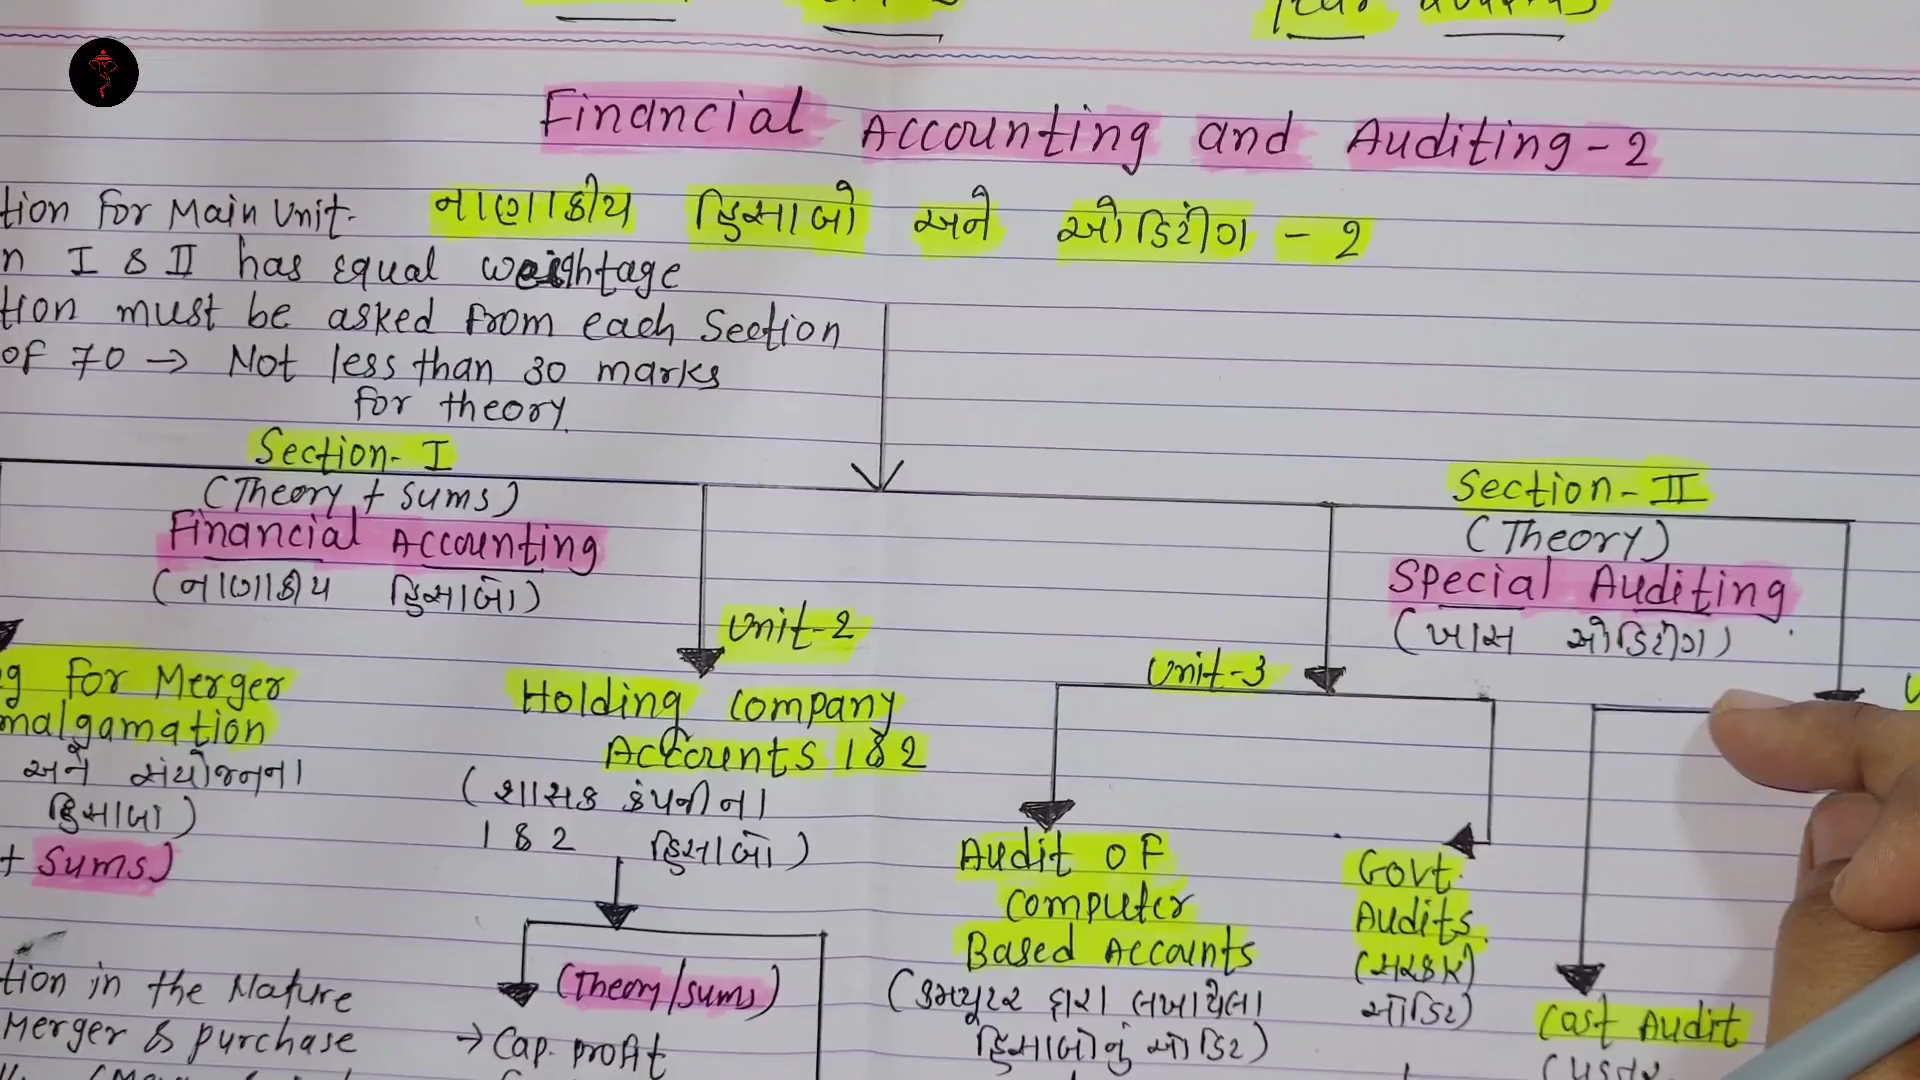 Financial Accounting and Auditing - 2
tion for Main Unit. નાણાકીય હિસાબો અને ઓડિટીંગ - 2
n I & II has equal weightage
tion must be asked from each Section
of 70 → Not less than 30 marks
for theory.
Section - I
(Theory + Sums)
Financial Accounting
(નાણાકીય હિસાબો)
Section - II
(Theory)
Special Auditing
(ખાસ ઓડિટીંગ)
Unit-2
Unit-3
g for Merger
malgamation
અને સંયોજનના
હિસાબો)
+ Sums)
Holding Company
Accounts 1 & 2
(શાસક કંપનીના
1 & 2 હિસાબો)
(Theory/sums)
→ Cap. profit
tion in the Nature
Merger & purchase
Audit of
Computer
Based Accounts
(કમ્પ્યુટર દ્વારા લખાયેલા
હિસાબોનું ઓડિટ)
Govt.
Audits.
(સરકારી
ઓડિટ)
Cost Audit
(પડતર